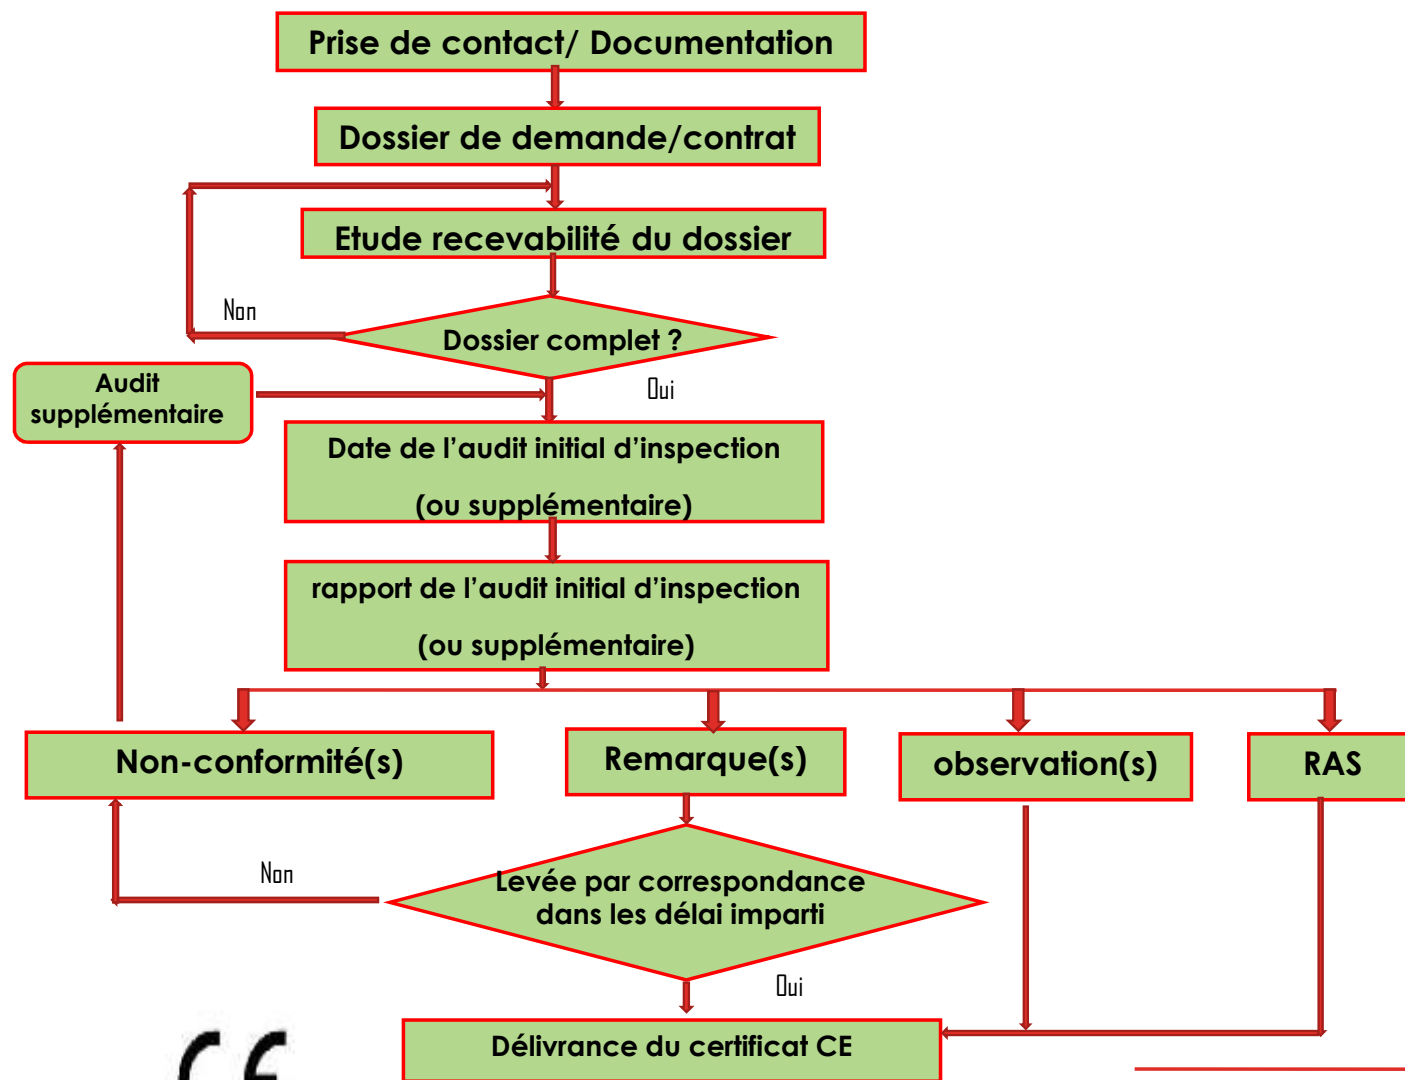 Prise de contact/ Documentation
Dossier de demande/contrat
Etude recevabilité du dossier
Non
Dossier complet ?
Oui
Audit
supplémentaire
Date de l'audit initial d'inspection
(ou supplémentaire)
rapport de l'audit initial d'inspection
(ou supplémentaire)
Non-conformité(s)
Remarque(s)
observation(s)
RAS
Non
Levée par correspondance
dans les délai imparti
Oui
Délivrance du certificat CE
CE